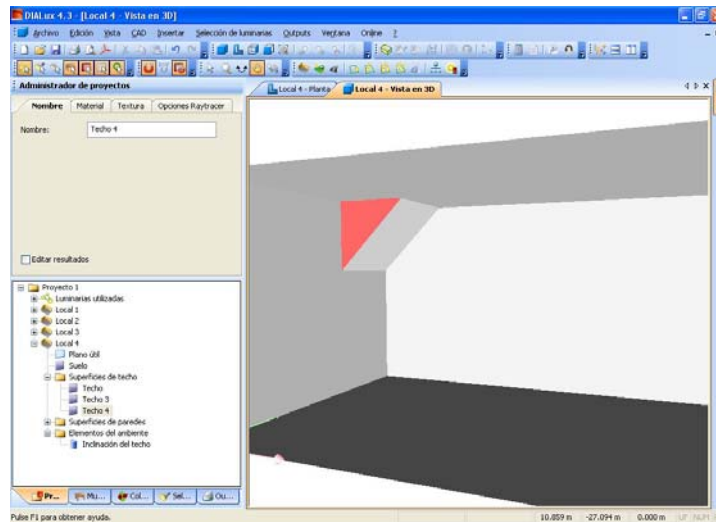 DIALux 4.3 - [Local 4 - Vista en 3D]
Archivo Edición Vista CAD Insertar Selección de luminarias Outputs Ventana Online ?
Administrador de proyectos
Nombre Material Textura Opciones Raytracer
Nombre: Techo 4
Editar resultados
Proyecto 1
Luminarias utilizadas
Local 1
Local 2
Local 3
Local 4
Plano útil
Suelo
Superficies de techo
Techo
Techo 3
Techo 4
Superficies de paredes
Elementos del ambiente
Inclinación del techo
Pr... Mu... Col... Sel... Ou...
Local 4 - Planta Local 4 - Vista en 3D
Pulse F1 para obtener ayuda. 10.859 m -27.094 m 0.000 m LF NUM